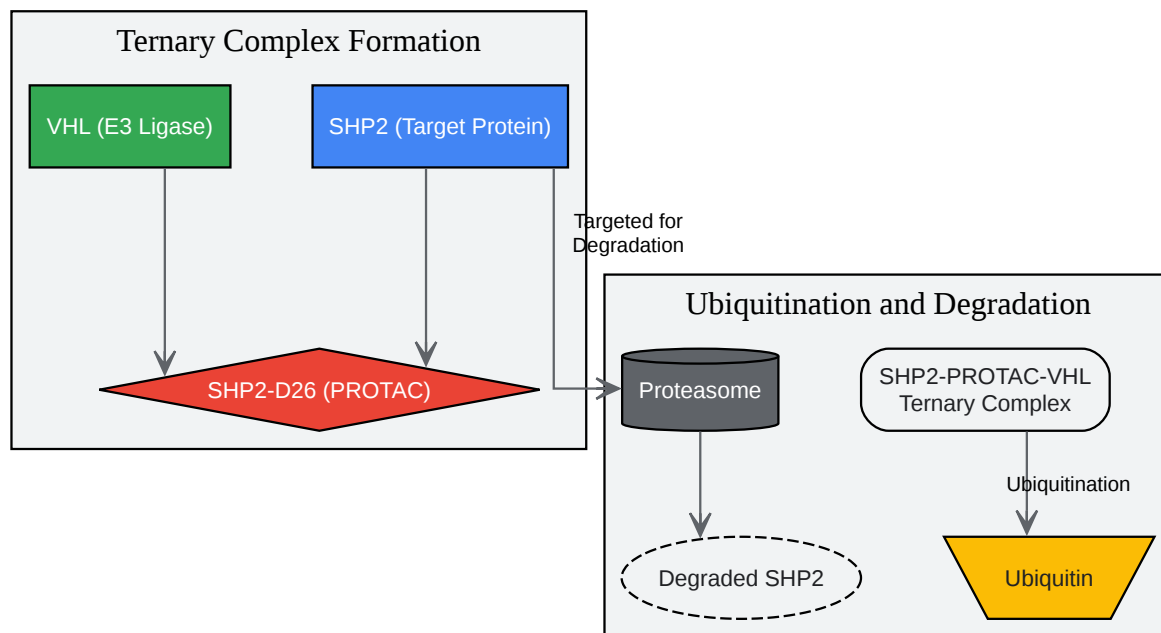 Ternary Complex Formation
VHL (E3 Ligase)
SHP2 (Target Protein)
Targeted for
Degradation
SHP2-D26 (PROTAC)
Ubiquitination and Degradation
Proteasome
SHP2-PROTAC-VHL
Ternary Complex
Ubiquitination
Degraded SHP2
Ubiquitin